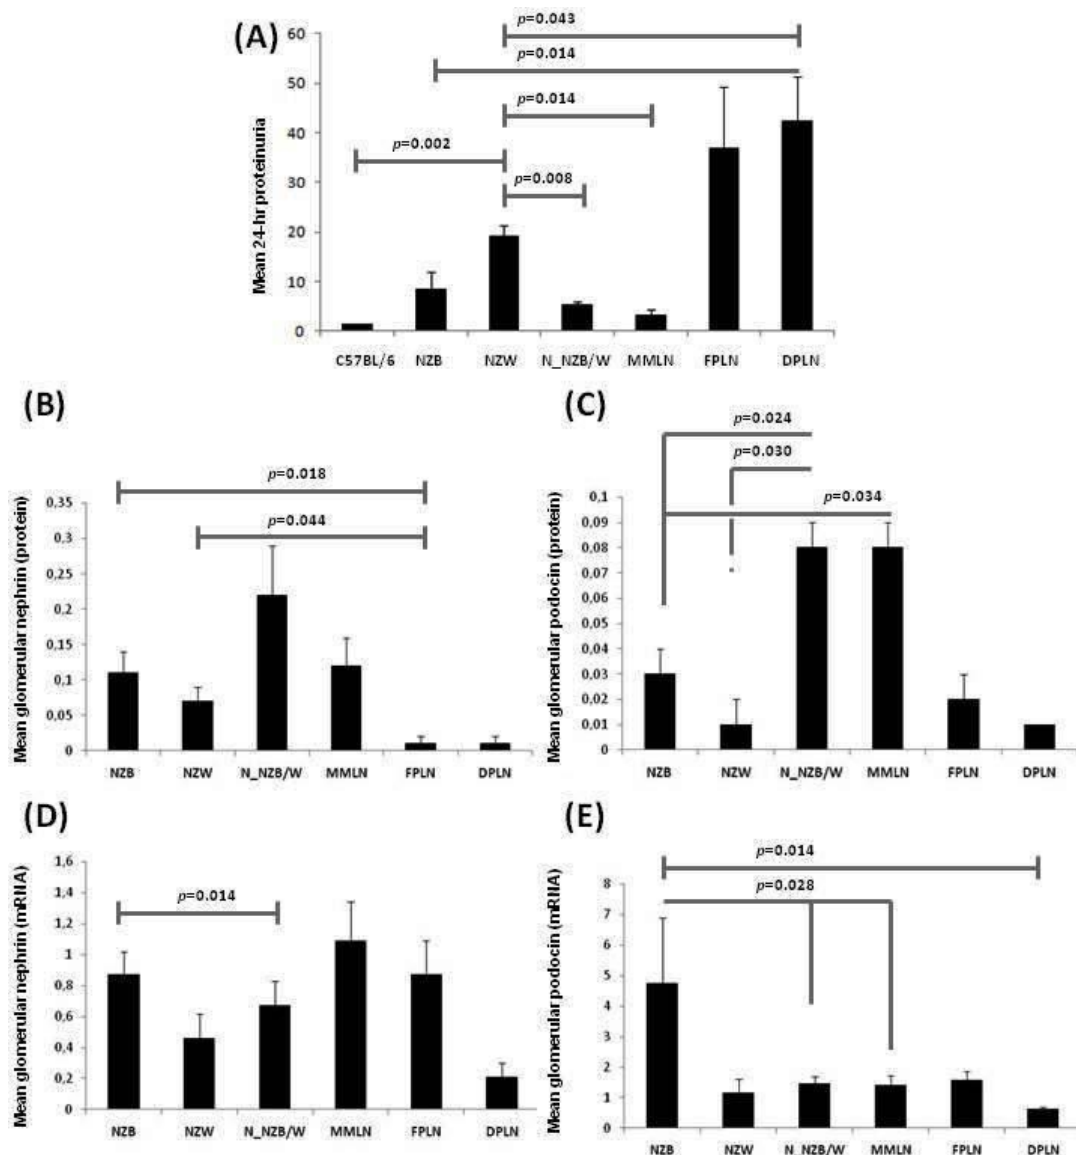 (A)
p=0.043
p=0.014
p=0.014
p=0.002
p=0.008
Mean 24-hr proteinuria
60
50
40
30
20
10
0
C57BL/6 NZB NZW N_NZB/W MMLN FPLN DPLN
(B)
p=0.018
p=0.044
Mean glomerular nephrin (protein)
0,35
0,3
0,25
0,2
0,15
0,1
0,05
0
NZB NZW N_NZB/W MMLN FPLN DPLN
(C)
p=0.024
p=0.030
p=0.034
Mean glomerular podocin (protein)
0,1
0,09
0,08
0,07
0,06
0,05
0,04
0,03
0,02
0,01
0
NZB NZW N_NZB/W MMLN FPLN DPLN
(D)
p=0.014
Mean glomerular nephrin (mRNA)
1,6
1,4
1,2
1
0,8
0,6
0,4
0,2
0
NZB NZW N_NZB/W MMLN FPLN DPLN
(E)
p=0.014
p=0.028
Mean glomerular podocin (mRNA)
8
7
6
5
4
3
2
1
0
NZB NZW N_NZB/W MMLN FPLN DPLN